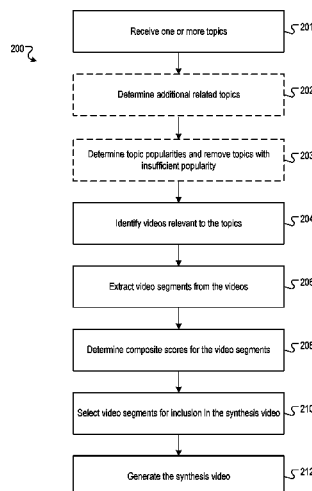 200
Receive one or more topics
201
Determine additional related topics
202
Determine topic popularities and remove topics with
insufficient popularity
203
Identify videos relevant to the topics
204
Extract video segments from the videos
206
Determine composite scores for the video segments
208
Select video segments for inclusion in the synthesis video
210
Generate the synthesis video
212